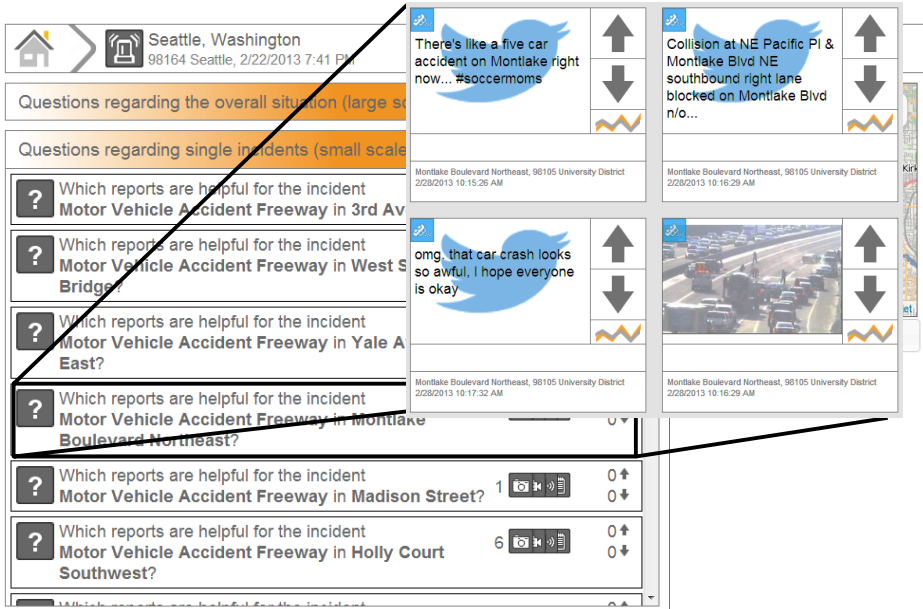 Seattle, Washington
98164 Seattle, 2/22/2013 7:41 PM
Questions regarding the overall situation (large sc
Questions regarding single incidents (small scale
Which reports are helpful for the incident
Motor Vehicle Accident Freeway in 3rd Av
Which reports are helpful for the incident
Motor Vehicle Accident Freeway in West S
Bridge?
Which reports are helpful for the incident
Motor Vehicle Accident Freeway in Yale A
East?
Which reports are helpful for the incident
Motor Vehicle Accident Freeway in Montlake
Boulevard Northeast?
0
Which reports are helpful for the incident
Motor Vehicle Accident Freeway in Madison Street?
1
0
0
Which reports are helpful for the incident
Motor Vehicle Accident Freeway in Holly Court
Southwest?
6
0
0
Which reports are helpful for the incident
0
There's like a five car
accident on Montlake right
now... #soccermoms
Montlake Boulevard Northeast, 98105 University District
2/28/2013 10:15:26 AM
Collision at NE Pacific Pl &
Montlake Blvd NE
southbound right lane
blocked on Montlake Blvd
n/o...
Montlake Boulevard Northeast, 98105 University District
2/28/2013 10:16:29 AM
omg, that car crash looks
so awful, I hope everyone
is okay
Montlake Boulevard Northeast, 98105 University District
2/28/2013 10:17:32 AM
Montlake Boulevard Northeast, 98105 University District
2/28/2013 10:16:29 AM
Kirk